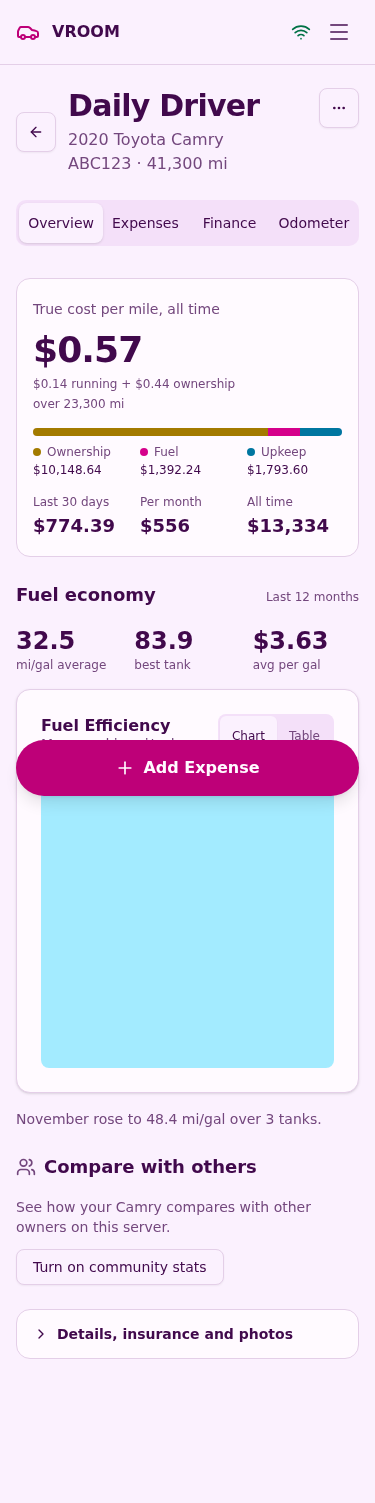 VROOM
Daily Driver
2020 Toyota Camry
ABC123 · 41,300 mi
Overview Expenses Finance Odometer
True cost per mile, all time
$0.57
$0.14 running + $0.44 ownership
over 23,300 mi
Ownership Fuel Upkeep
$10,148.64 $1,392.24 $1,793.60
Last 30 days Per month All time
$774.39 $556 $13,334
Fuel economy Last 12 months
32.5 83.9 $3.63
mi/gal average best tank avg per gal
Fuel Efficiency
Chart Table
Add Expense
November rose to 48.4 mi/gal over 3 tanks.
Compare with others
See how your Camry compares with other
owners on this server.
Turn on community stats
Details, insurance and photos